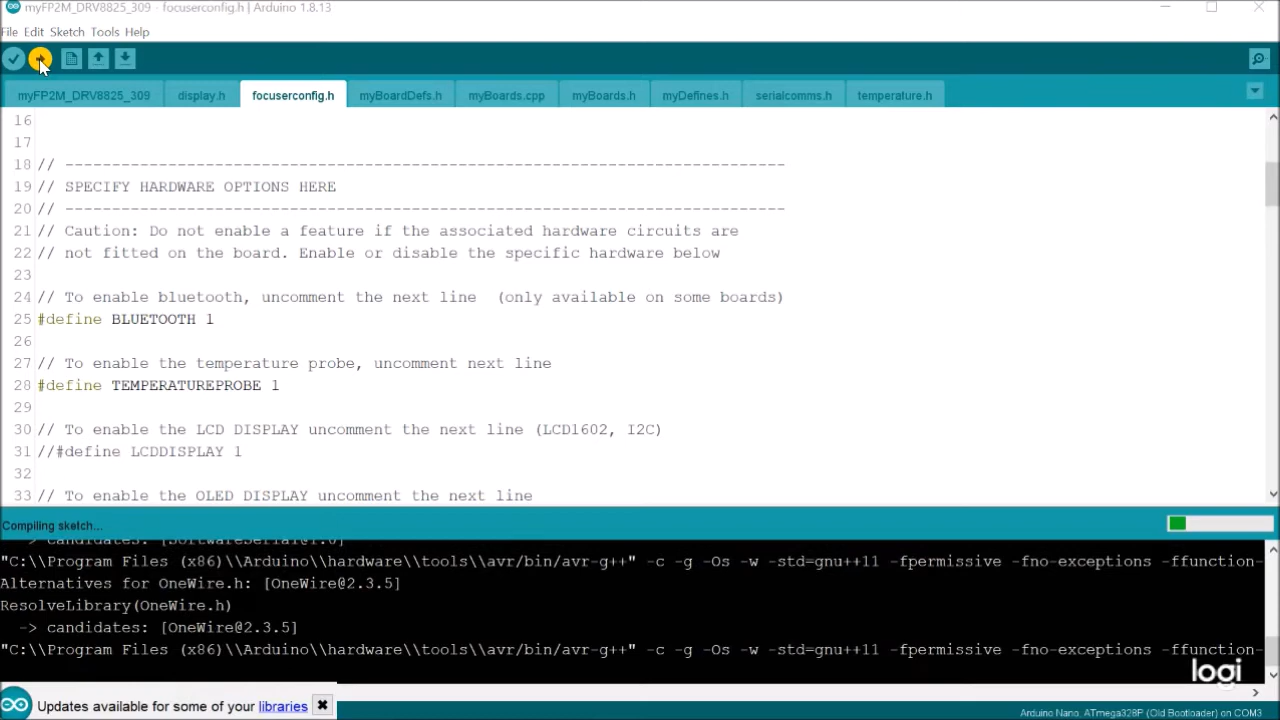 myFP2M_DRV8825_309 - focuserconfig.h | Arduino 1.8.13
File Edit Sketch Tools Help
myFP2M_DRV8825_309 display.h focuserconfig.h myBoardDefs.h myBoards.cpp myBoards.h myDefines.h serialcomms.h temperature.h
16
17
18 // -----------------------------------------------------------------------------
19 // SPECIFY HARDWARE OPTIONS HERE
20 // -----------------------------------------------------------------------------
21 // Caution: Do not enable a feature if the associated hardware circuits are
22 // not fitted on the board. Enable or disable the specific hardware below
23
24 // To enable bluetooth, uncomment the next line  (only available on some boards)
25 #define BLUETOOTH 1
26
27 // To enable the temperature probe, uncomment next line
28 #define TEMPERATUREPROBE 1
29
30 // To enable the LCD DISPLAY uncomment the next line (LCD1602, I2C)
31 //#define LCDDISPLAY 1
32
33 // To enable the OLED DISPLAY uncomment the next line
Compiling sketch...
-> candidates: [SoftwareSerial@1.0]
"C:\\Program Files (x86)\\Arduino\\hardware\\tools\\avr/bin/avr-g++" -c -g -Os -w -std=gnu++11 -fpermissive -fno-exceptions -ffunction-
Alternatives for OneWire.h: [OneWire@2.3.5]
ResolveLibrary(OneWire.h)
-> candidates: [OneWire@2.3.5]
"C:\\Program Files (x86)\\Arduino\\hardware\\tools\\avr/bin/avr-g++" -c -g -Os -w -std=gnu++11 -fpermissive -fno-exceptions -ffunction-
logi
Updates available for some of your libraries
Arduino Nano, ATmega328P (Old Bootloader) on COM3